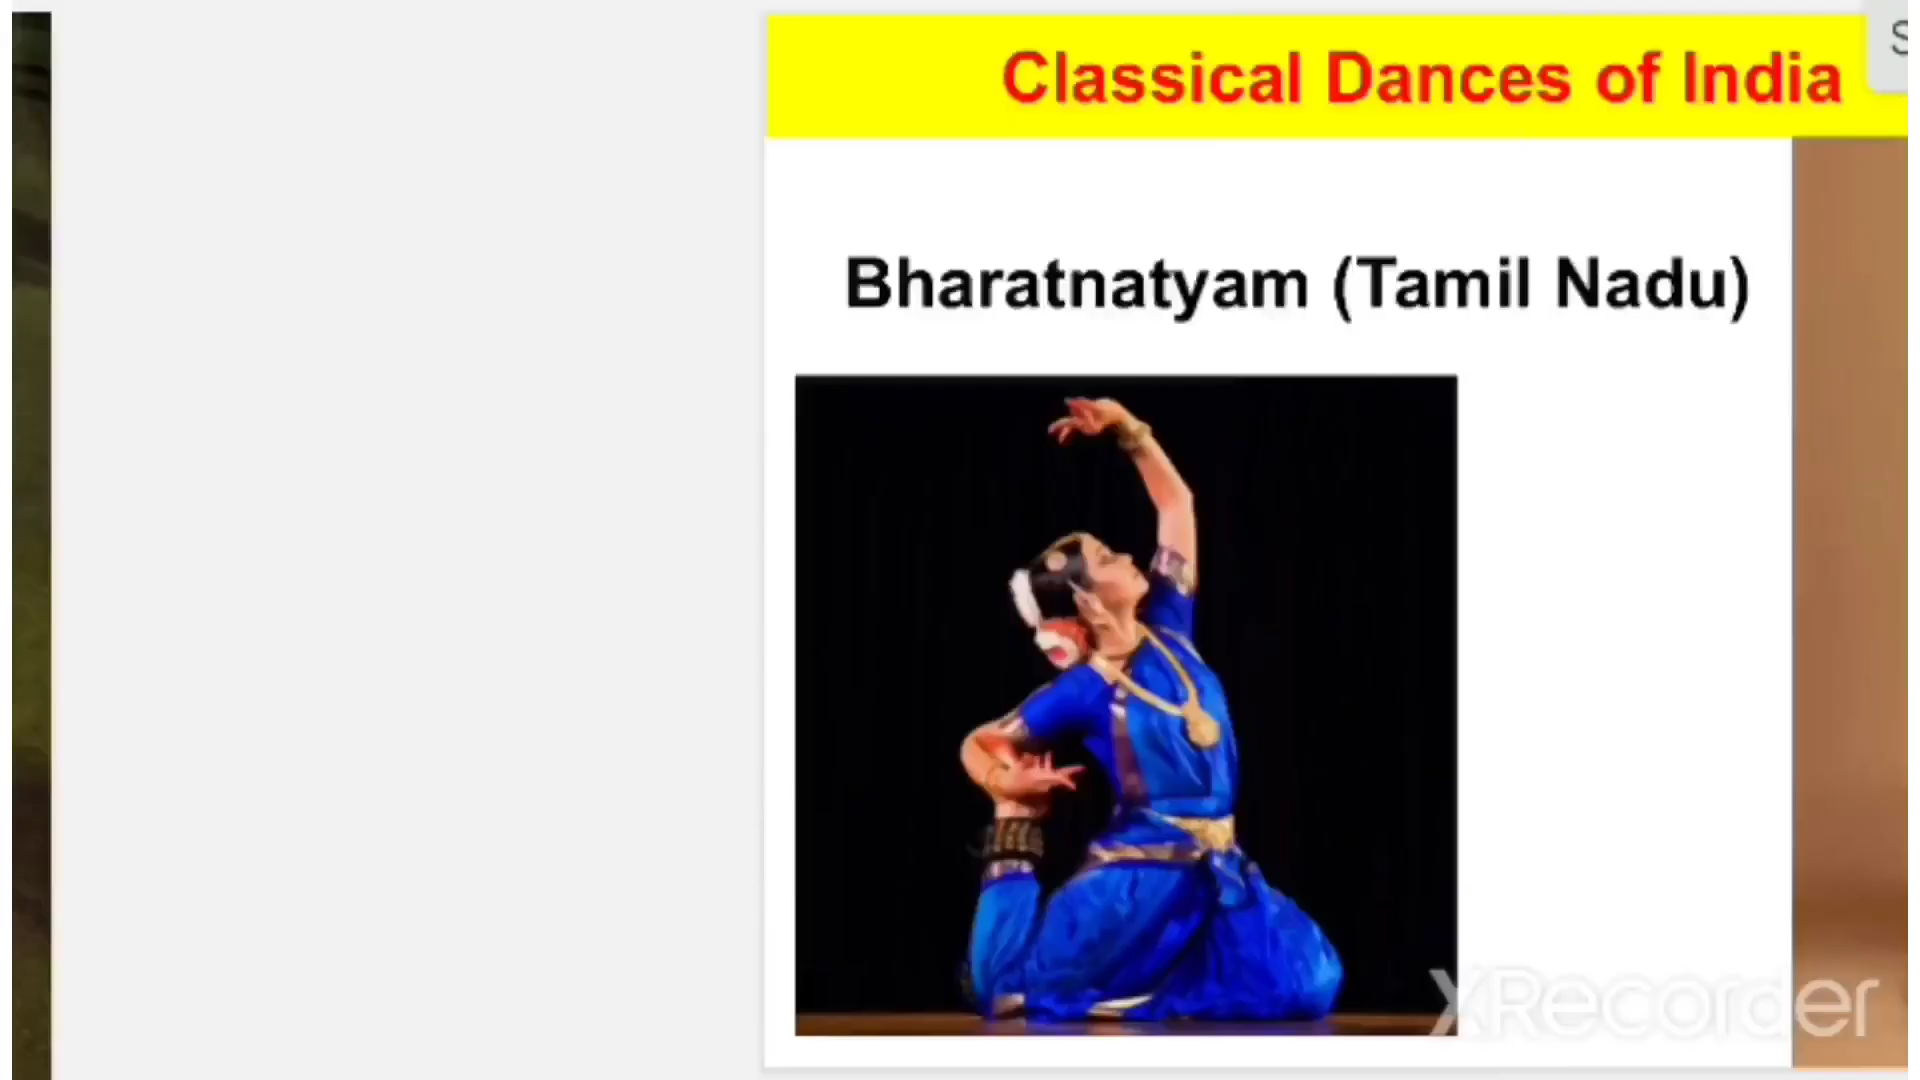 Classical Dances of India
Bharatnatyam (Tamil Nadu)
XRecorder